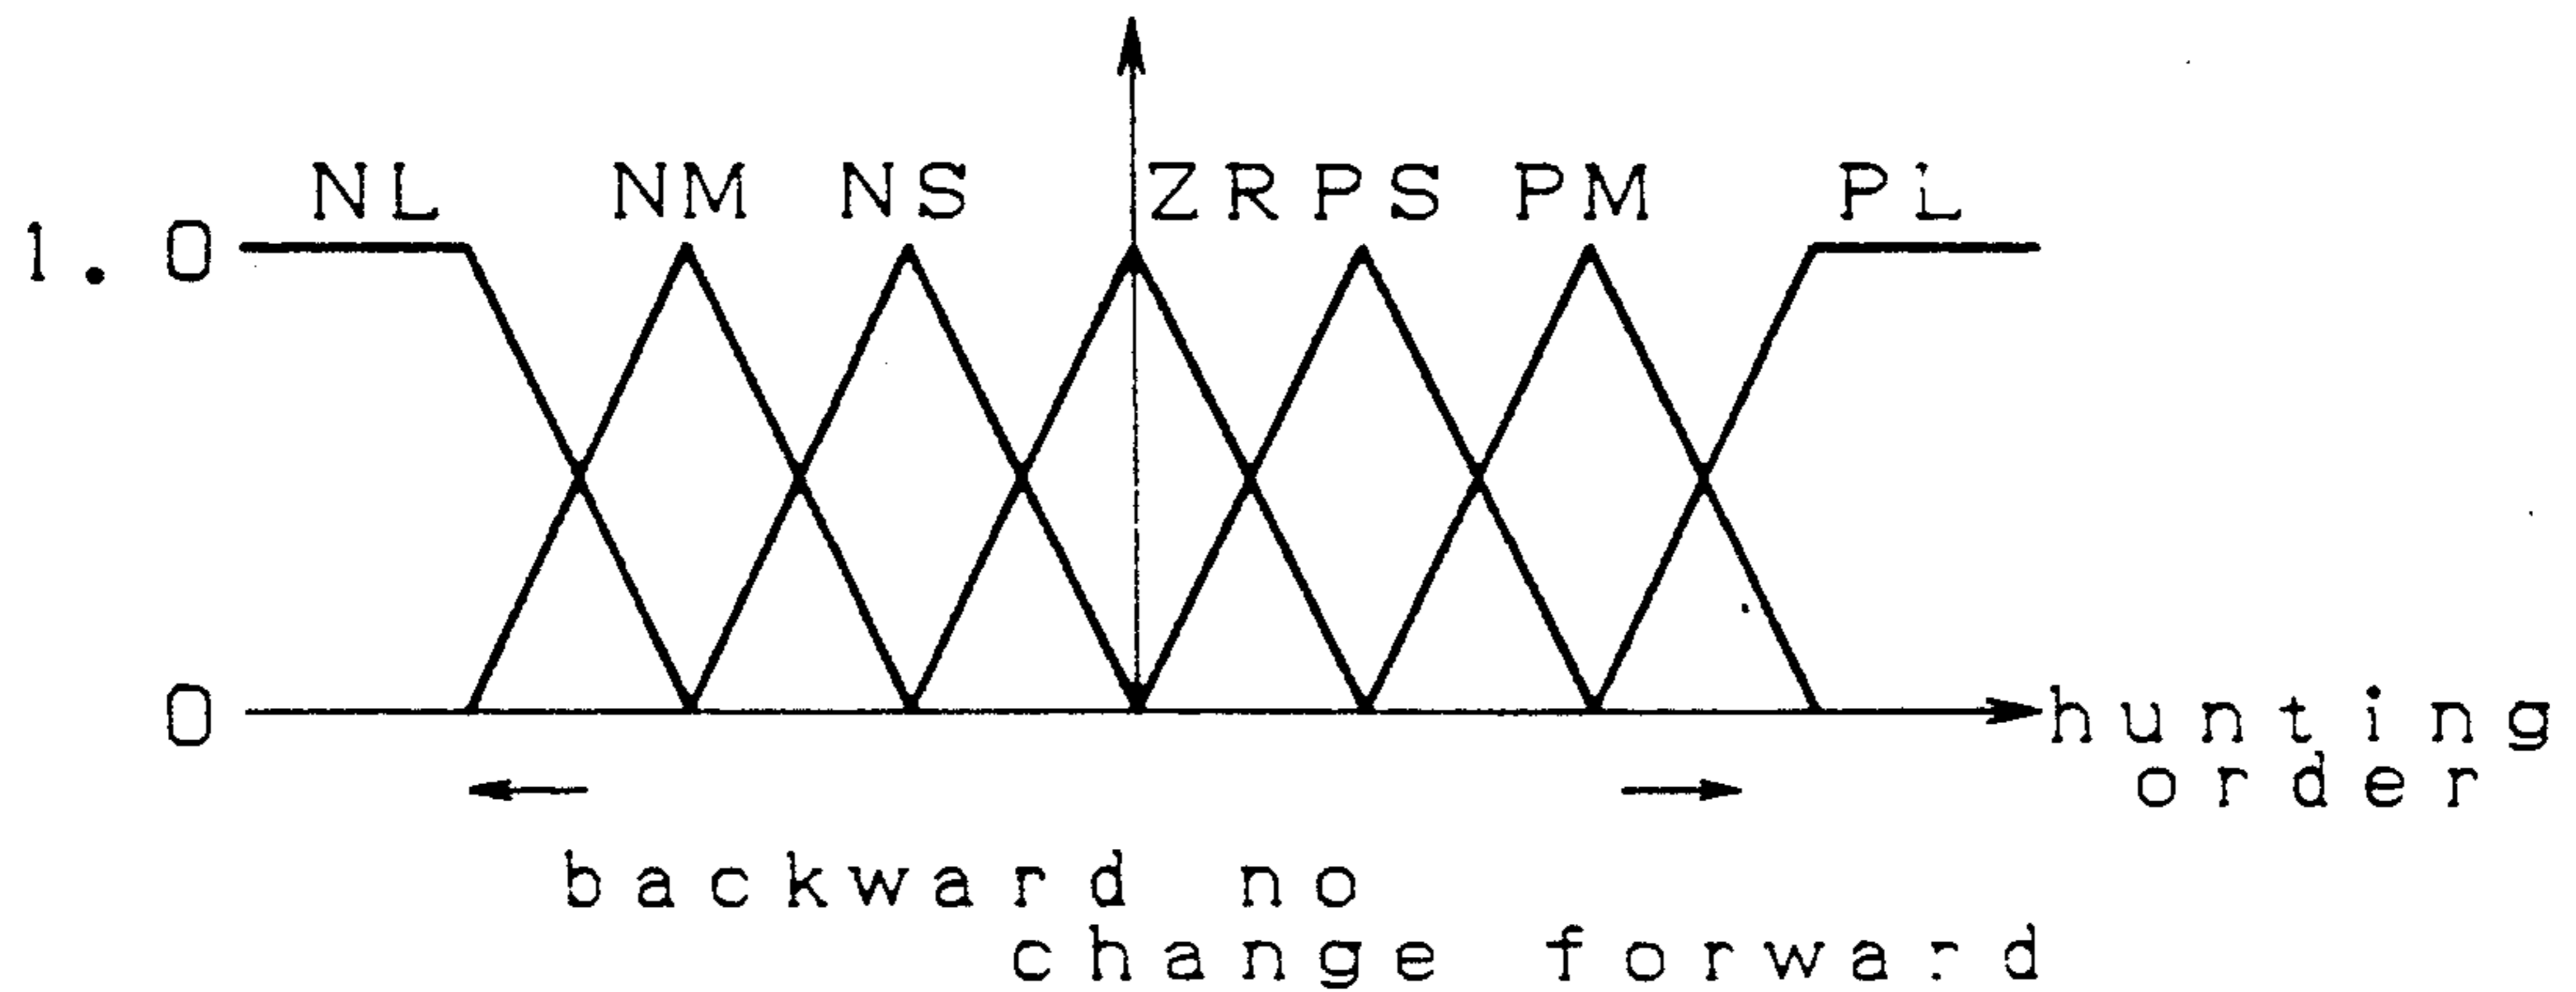 NL NM NS ZR PS PM PL
1.0
0
hunting
order
backward no
change forward